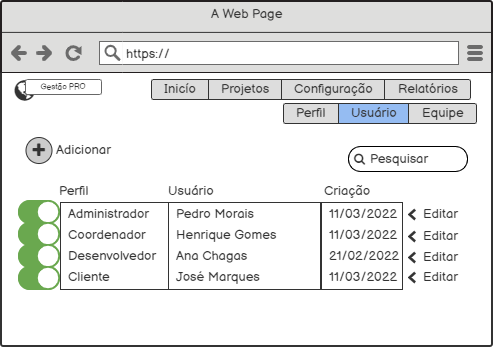 A Web Page
https://
Gestão PRO
Inicío Projetos Configuração Relatórios
Perfil Usuário Equipe
Adicionar
Pesquisar
Perfil Usuário Criação
Administrador Pedro Morais 11/03/2022 Editar
Coordenador Henrique Gomes 11/03/2022 Editar
Desenvolvedor Ana Chagas 21/02/2022 Editar
Cliente José Marques 11/03/2022 Editar